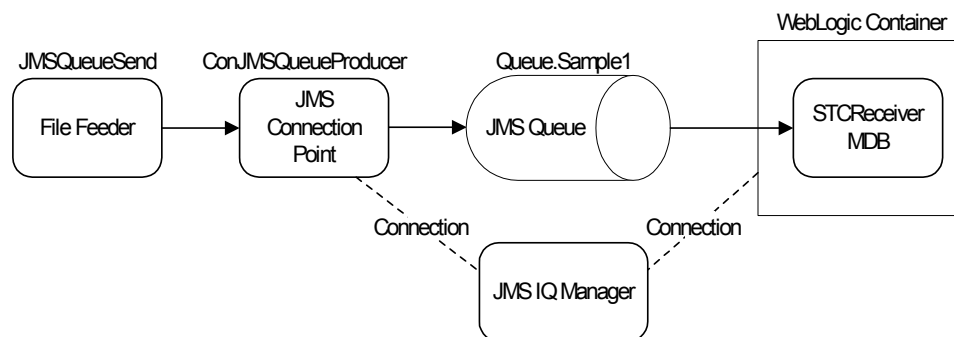 WebLogic Container
JMSQueueSend
ConJMSQueueProducer
Queue.Sample1
File Feeder
JMS
Connection
Point
JMS Queue
STCReceiver
MDB
Connection
Connection
JMS IQ Manager